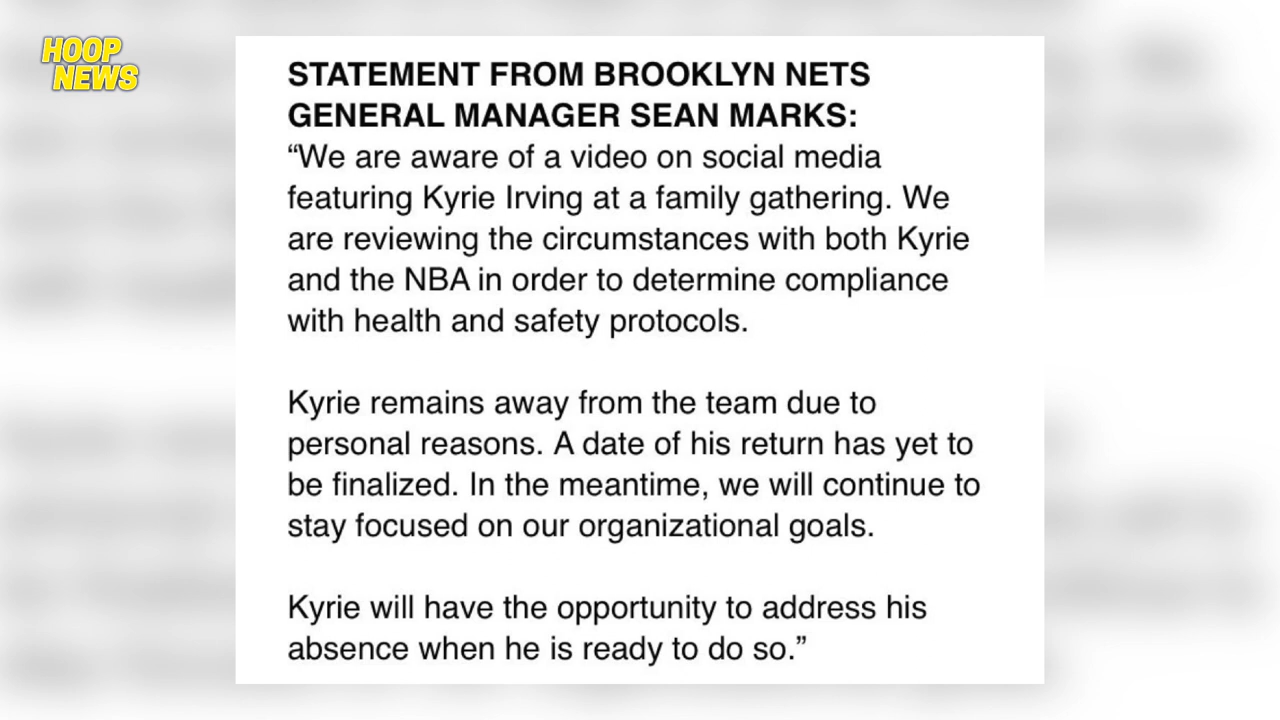 HOOP
NEWS
STATEMENT FROM BROOKLYN NETS
GENERAL MANAGER SEAN MARKS:
“We are aware of a video on social media
featuring Kyrie Irving at a family gathering. We
are reviewing the circumstances with both Kyrie
and the NBA in order to determine compliance
with health and safety protocols.
Kyrie remains away from the team due to
personal reasons. A date of his return has yet to
be finalized. In the meantime, we will continue to
stay focused on our organizational goals.
Kyrie will have the opportunity to address his
absence when he is ready to do so.”